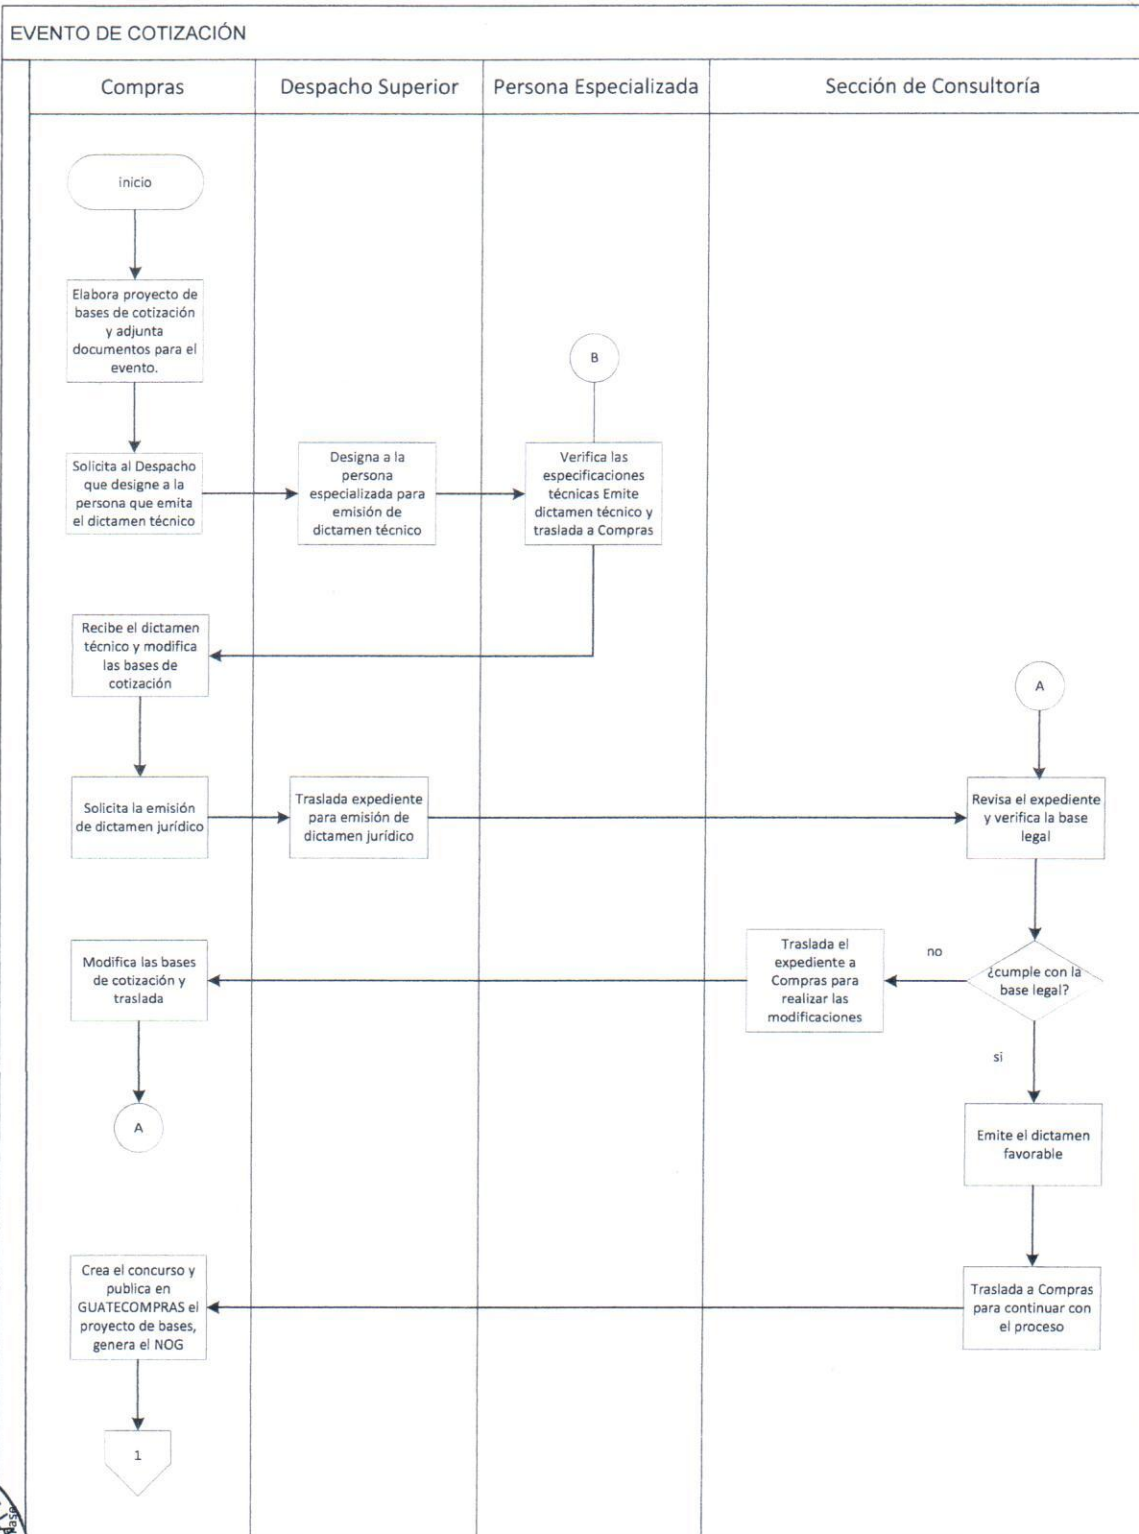 EVENTO DE COTIZACIÓN
Compras
Despacho Superior
Persona Especializada
Sección de Consultoría
inicio
Elabora proyecto de
bases de cotización
y adjunta
documentos para el
evento.
B
Solicita al Despacho
que designe a la
persona que emita
el dictamen técnico
Designa a la
persona
especializada para
emisión de
dictamen técnico
Verifica las
especificaciones
técnicas Emite
dictamen técnico y
traslada a Compras
Recibe el dictamen
técnico y modifica
las bases de
cotización
A
Solicita la emisión
de dictamen jurídico
Traslada expediente
para emisión de
dictamen jurídico
Revisa el expediente
y verifica la base
legal
Modifica las bases
de cotización y
traslada
Traslada el
expediente a
Compras para
realizar las
modificaciones
no
¿cumple con la
base legal?
si
A
Emite el dictamen
favorable
Crea el concurso y
publica en
GUATECOMPRAS el
proyecto de bases,
genera el NOG
Traslada a Compras
para continuar con
el proceso
1